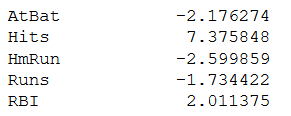 AtBat -2.176274
Hits 7.375848
HmRun -2.599859
Runs -1.734422
RBI 2.011375